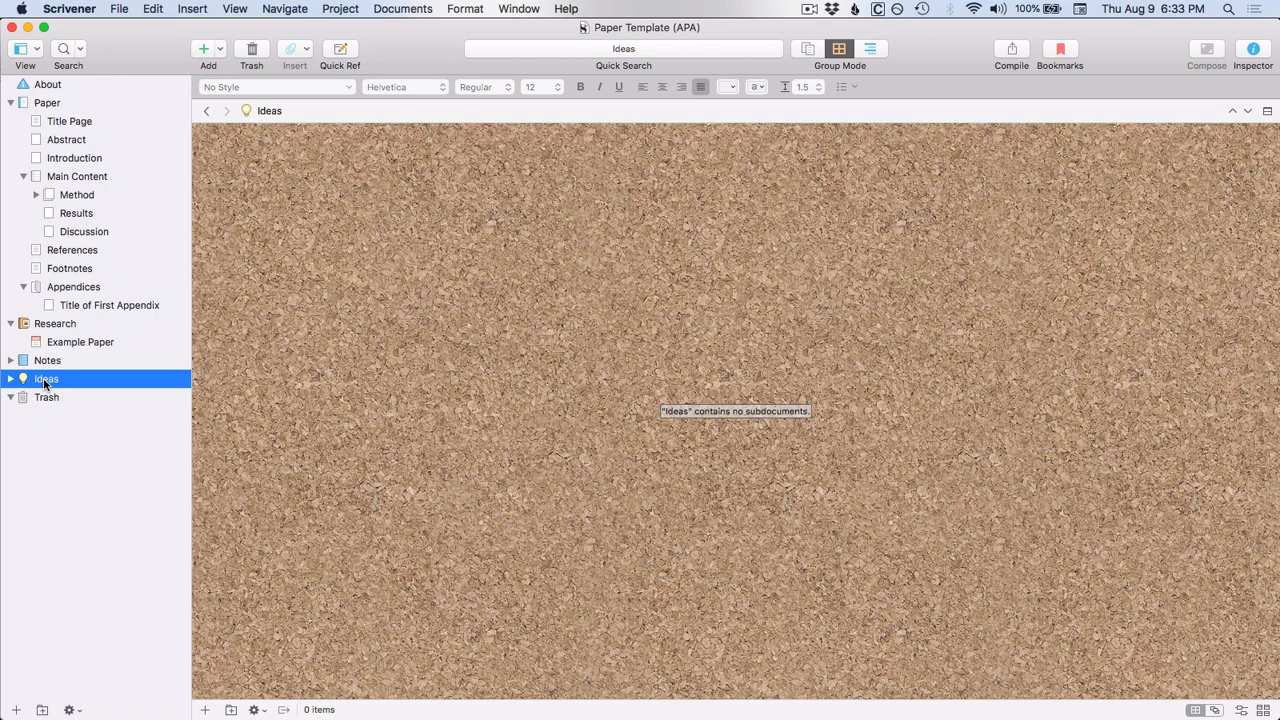 Scrivener File Edit Insert View Navigate Project Documents Format Window Help 100% Thu Aug 9 6:33 PM
Paper Template (APA)
Ideas
View Search Add Trash Insert Quick Ref Quick Search Group Mode Compile Bookmarks Compose Inspector
No Style Helvetica Regular 12 B I U a 1.5
Ideas
About
Paper
Title Page
Abstract
Introduction
Main Content
Method
Results
Discussion
References
Footnotes
Appendices
Title of First Appendix
Research
Example Paper
Notes
Ideas
Trash
"Ideas" contains no subdocuments.
0 items